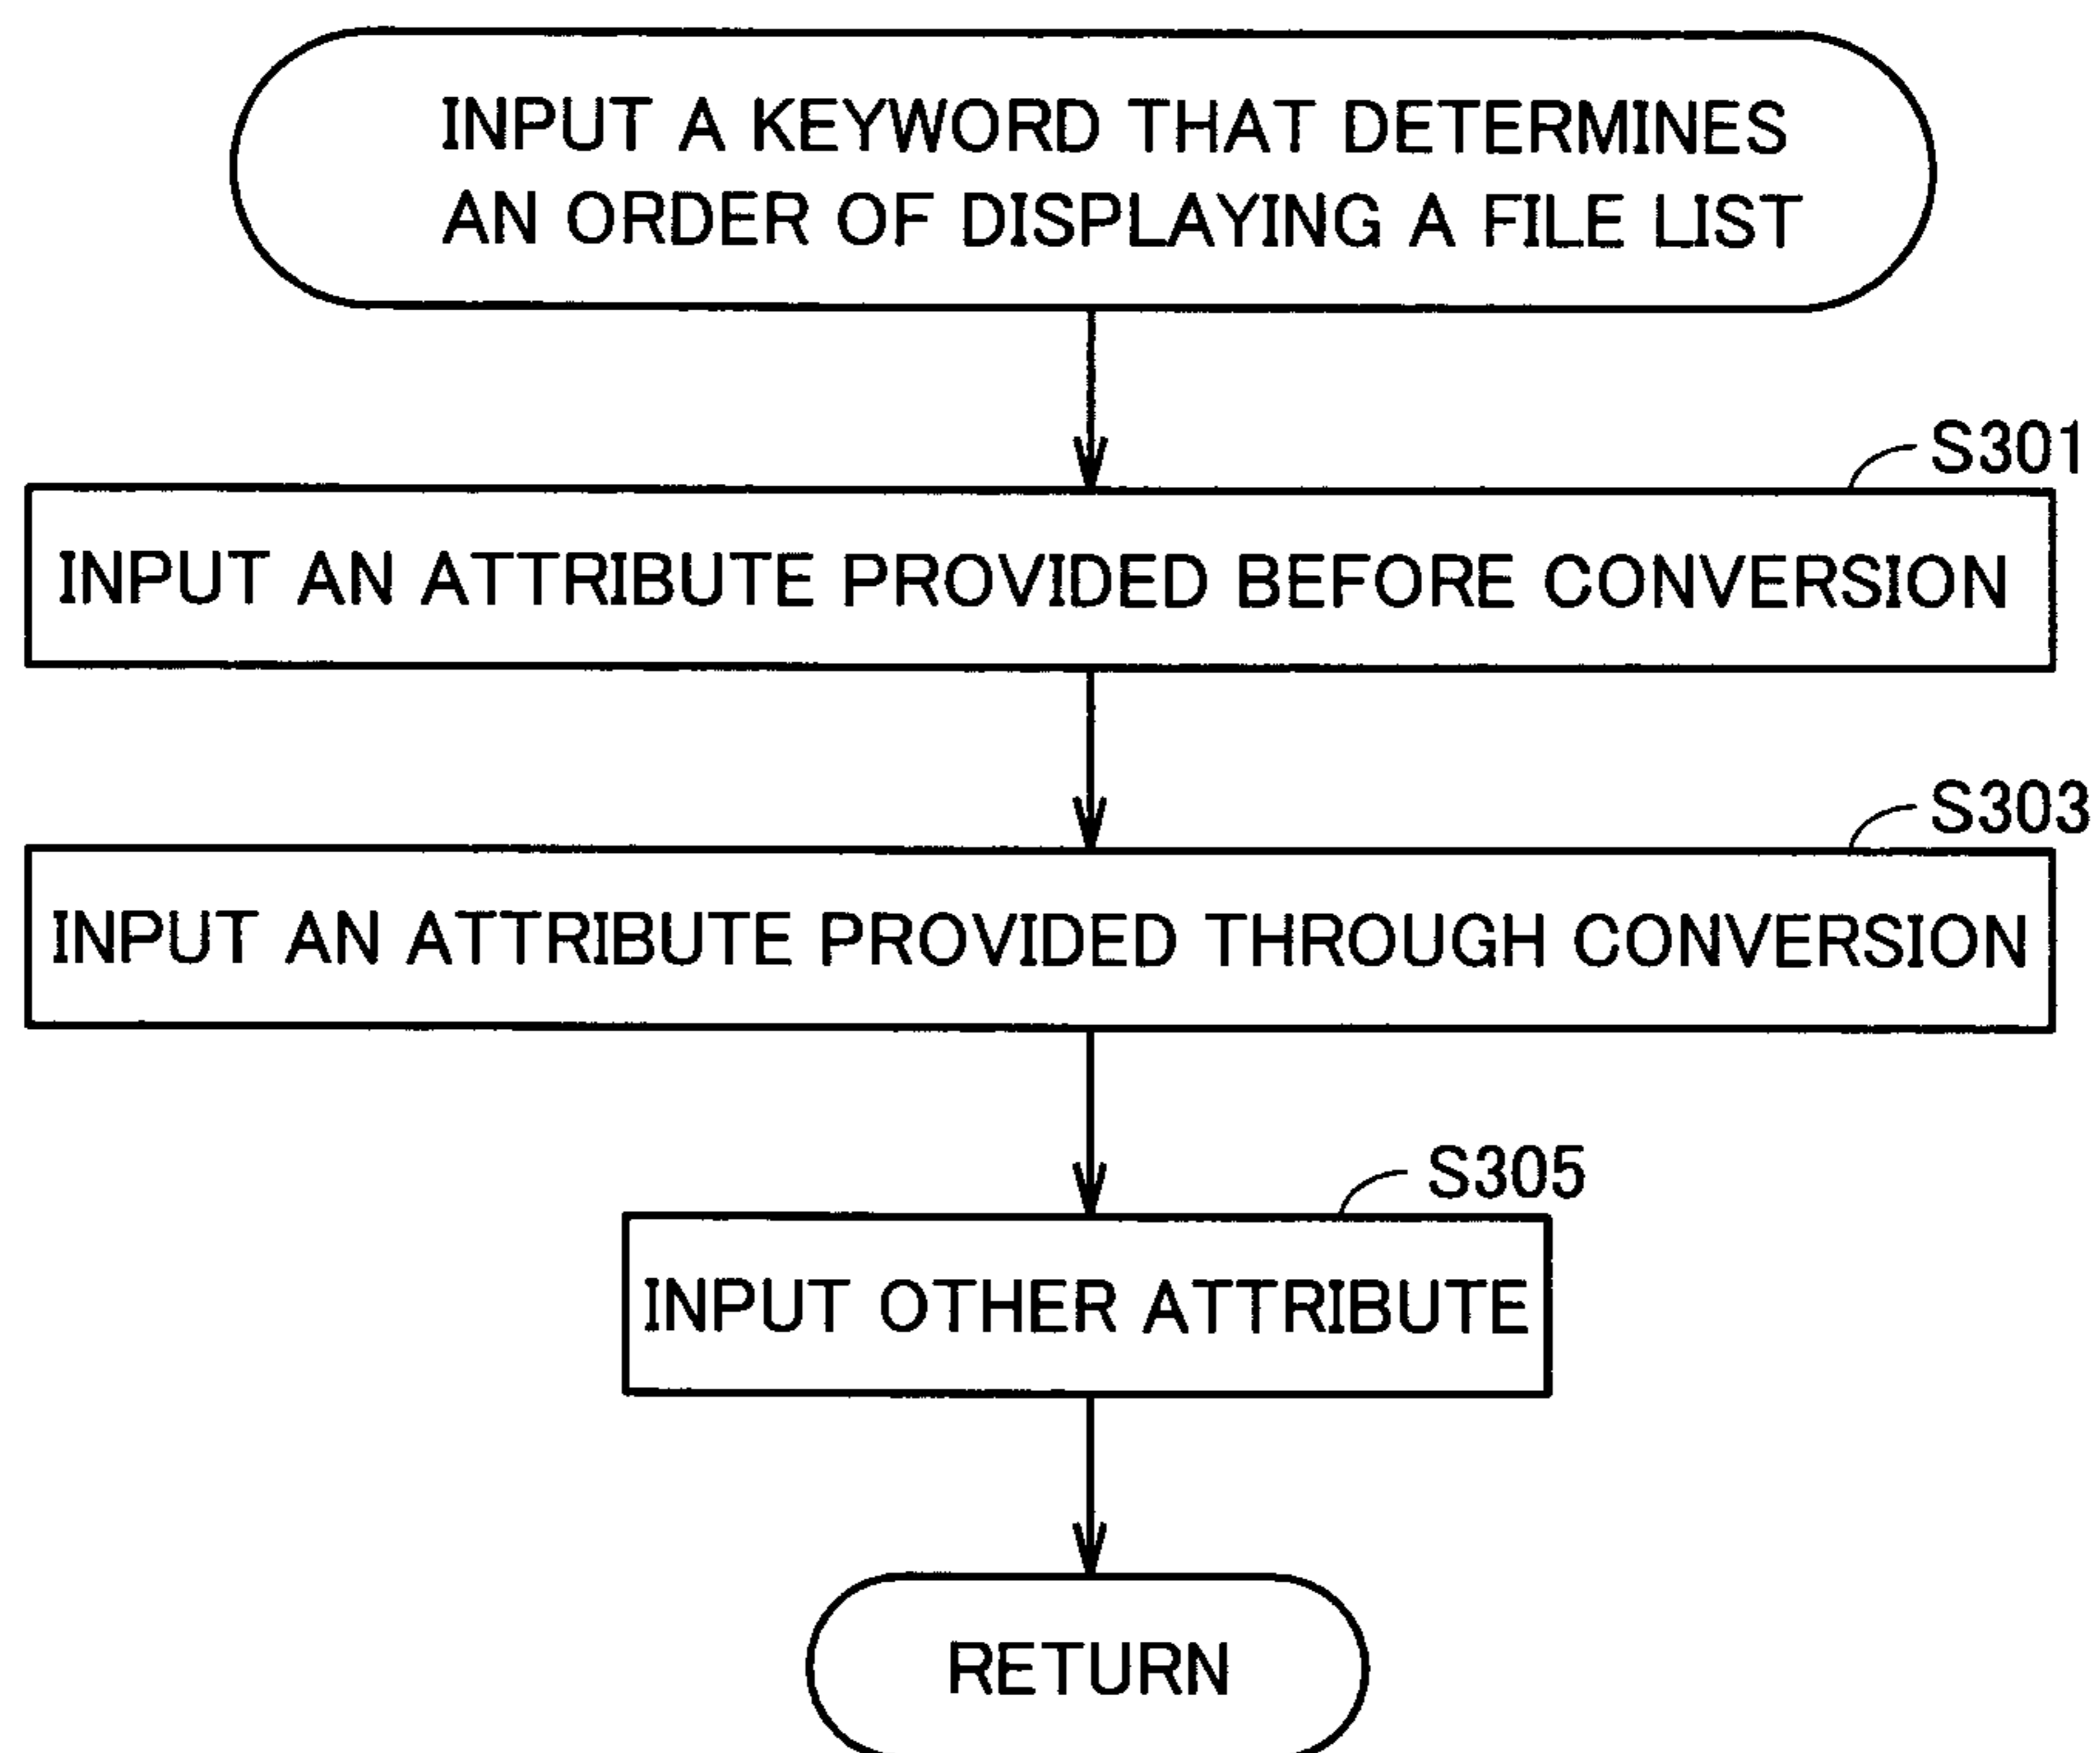 INPUT A KEYWORD THAT DETERMINES
AN ORDER OF DISPLAYING A FILE LIST
S301
INPUT AN ATTRIBUTE PROVIDED BEFORE CONVERSION
S303
INPUT AN ATTRIBUTE PROVIDED THROUGH CONVERSION
S305
INPUT OTHER ATTRIBUTE
RETURN